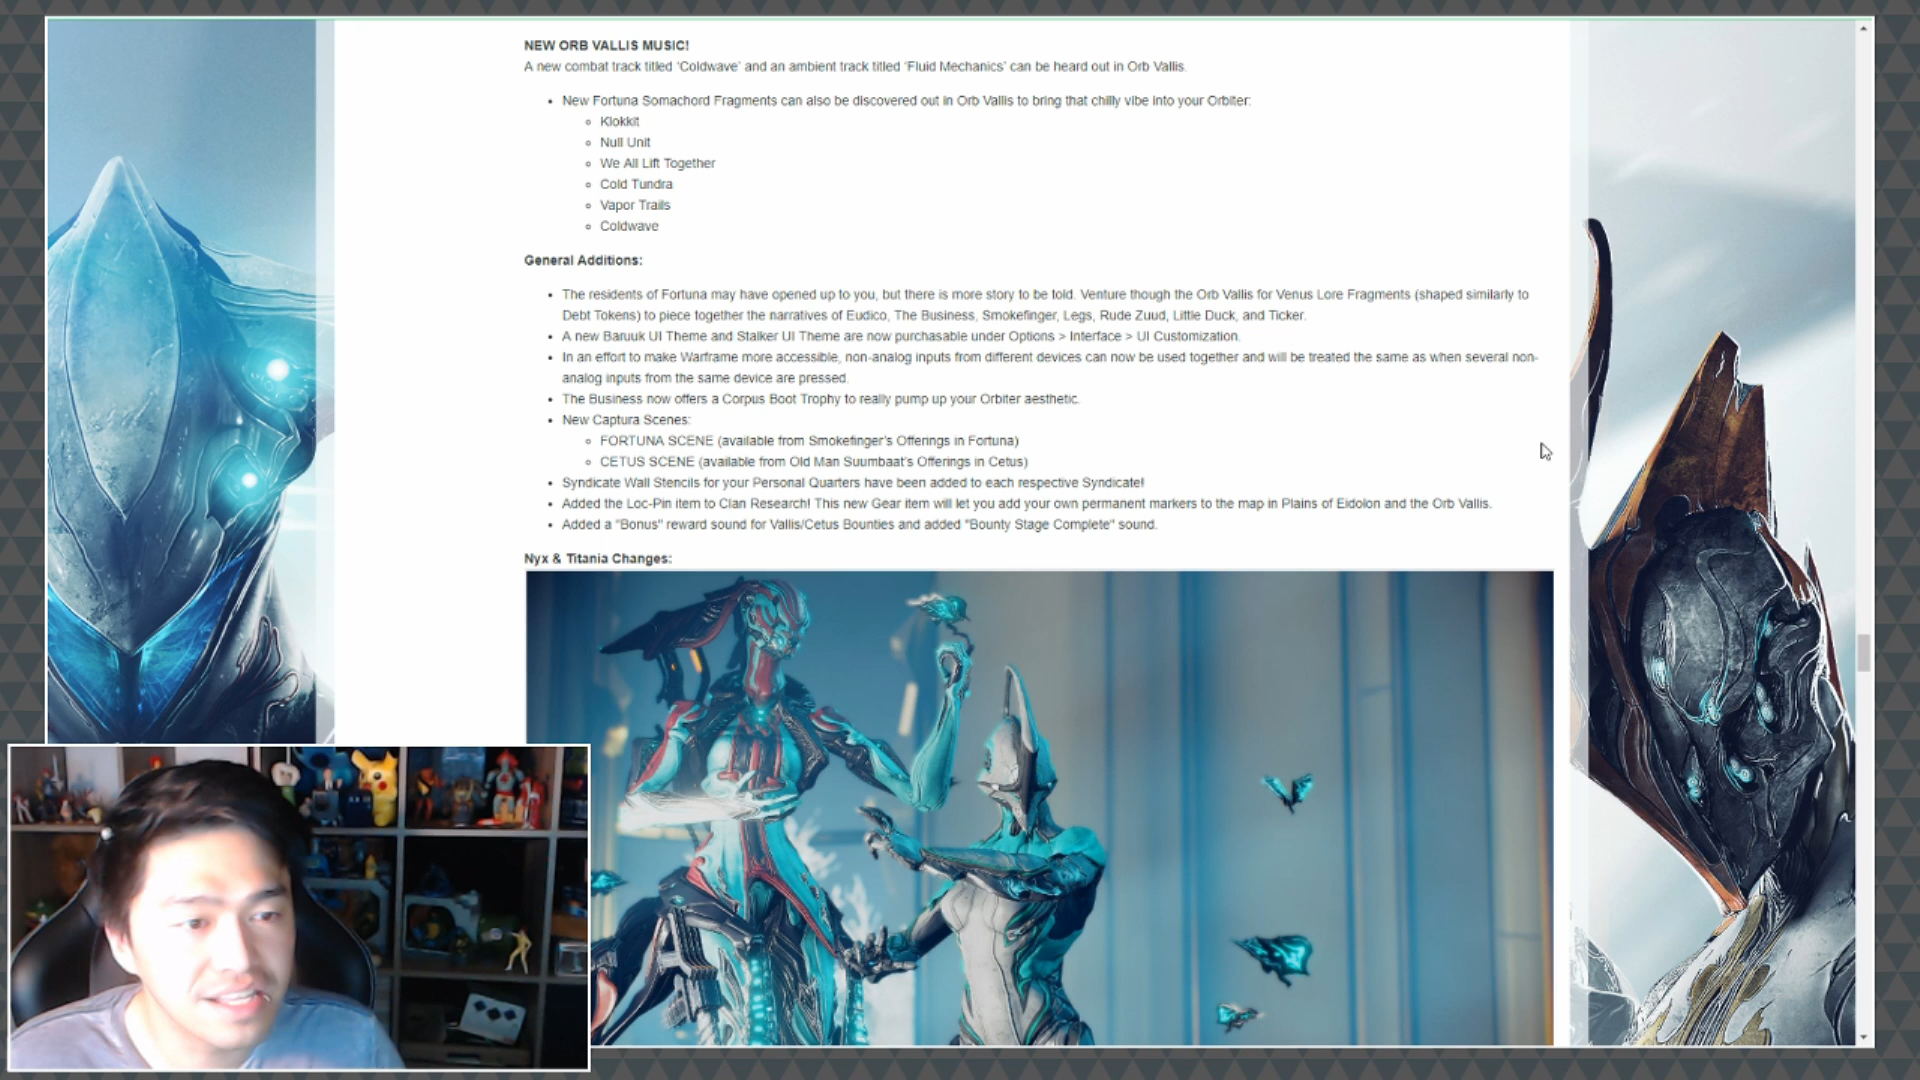 NEW ORB VALLIS MUSIC!
A new combat track titled 'Coldwave' and an ambient track titled 'Fluid Mechanics' can be heard out in Orb Vallis.
• New Fortuna Somachord Fragments can also be discovered out in Orb Vallis to bring that chilly vibe into your Orbiter:
Klokkit
Null Unit
We All Lift Together
Cold Tundra
Vapor Trails
Coldwave
General Additions:
• The residents of Fortuna may have opened up to you, but there is more story to be told. Venture though the Orb Vallis for Venus Lore Fragments (shaped similarly to
Debt Tokens) to piece together the narratives of Eudico, The Business, Smokefinger, Legs, Rude Zuud, Little Duck, and Ticker.
• A new Baruuk UI Theme and Stalker UI Theme are now purchasable under Options > Interface > UI Customization.
• In an effort to make Warframe more accessible, non-analog inputs from different devices can now be used together and will be treated the same as when several non-
analog inputs from the same device are pressed.
• The Business now offers a Corpus Boot Trophy to really pump up your Orbiter aesthetic.
• New Captura Scenes:
FORTUNA SCENE (available from Smokefinger's Offerings in Fortuna)
CETUS SCENE (available from Old Man Suumbaat's Offerings in Cetus)
• Syndicate Wall Stencils for your Personal Quarters have been added to each respective Syndicate!
• Added the Loc-Pin item to Clan Research! This new Gear item will let you add your own permanent markers to the map in Plains of Eidolon and the Orb Vallis.
• Added a "Bonus" reward sound for Vallis/Cetus Bounties and added "Bounty Stage Complete" sound.
Nyx & Titania Changes: